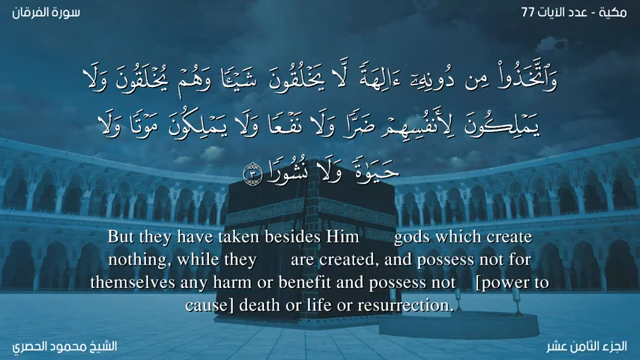 سورة الفرقان
مكية - عدد الآيات 77
وَٱتَّخَذُوا۟ مِن دُونِهِۦٓ ءَالِهَةً لَّا يَخْلُقُونَ شَيْـًٔا وَهُمْ يُخْلَقُونَ وَلَا
يَمْلِكُونَ لِأَنفُسِهِمْ ضَرًّا وَلَا نَفْعًا وَلَا يَمْلِكُونَ مَوْتًا وَلَا
حَيَوٰةً وَلَا نُشُورًا ٣
But they have taken besides Him gods which create
nothing, while they are created, and possess not for
themselves any harm or benefit and possess not [power to
cause] death or life or resurrection.
الشيخ محمود الحصري
الجزء الثامن عشر